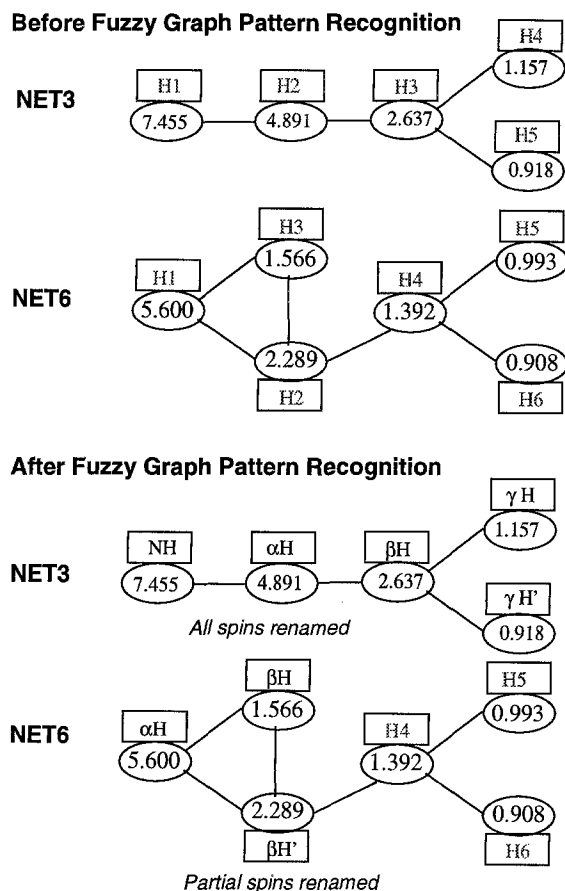 Before Fuzzy Graph Pattern Recognition
H4
NET3
H1
H2
H3
1.157
7.455
4.891
2.637
H5
0.918
H3
H5
NET6
H1
1.566
H4
0.993
5.600
1.392
2.289
0.908
H2
H6
After Fuzzy Graph Pattern Recognition
γ H
NET3
NH
αH
βH
1.157
7.455
4.891
2.637
γ H'
All spins renamed
0.918
βH
H5
NET6
αH
1.566
H4
0.993
5.600
1.392
2.289
0.908
βH'
H6
Partial spins renamed